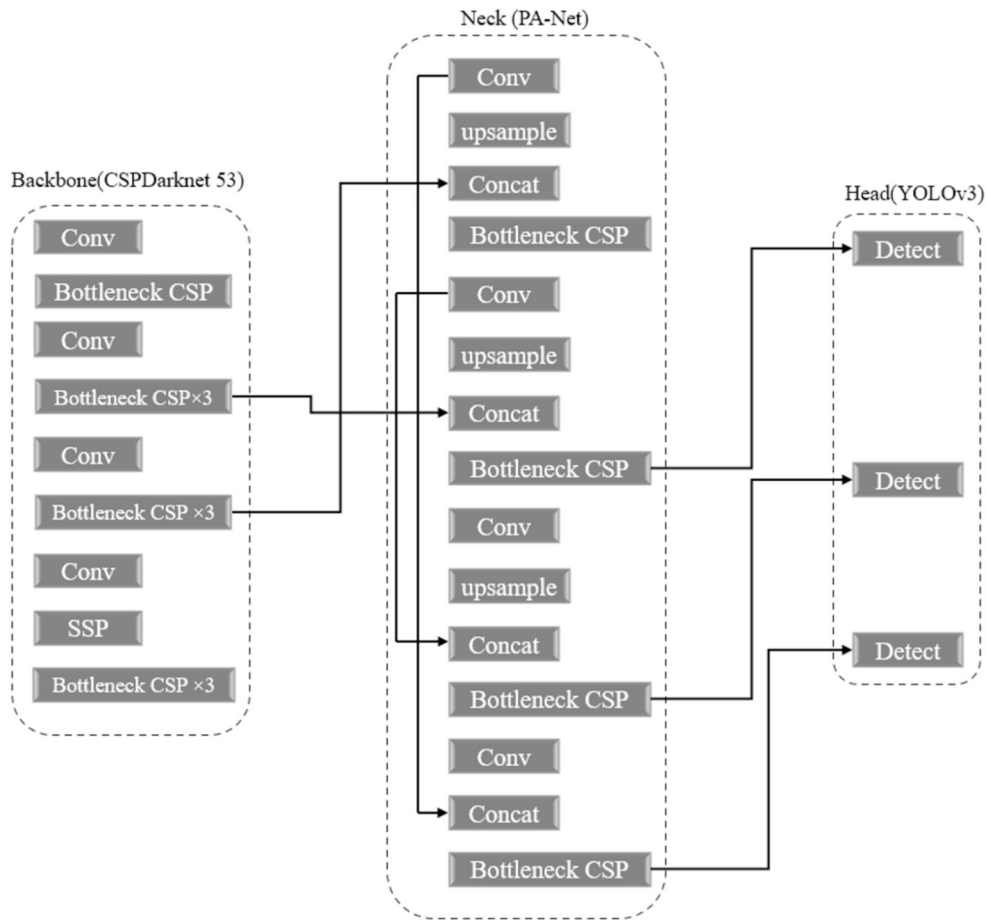 Backbone(CSPDarknet 53)
Conv
Bottleneck CSP
Conv
Bottleneck CSP×3
Conv
Bottleneck CSP ×3
Conv
SSP
Bottleneck CSP ×3
Neck (PA-Net)
Conv
upsample
Concat
Bottleneck CSP
Conv
upsample
Concat
Bottleneck CSP
Conv
upsample
Concat
Bottleneck CSP
Conv
Concat
Bottleneck CSP
Head(YOLOv3)
Detect
Detect
Detect